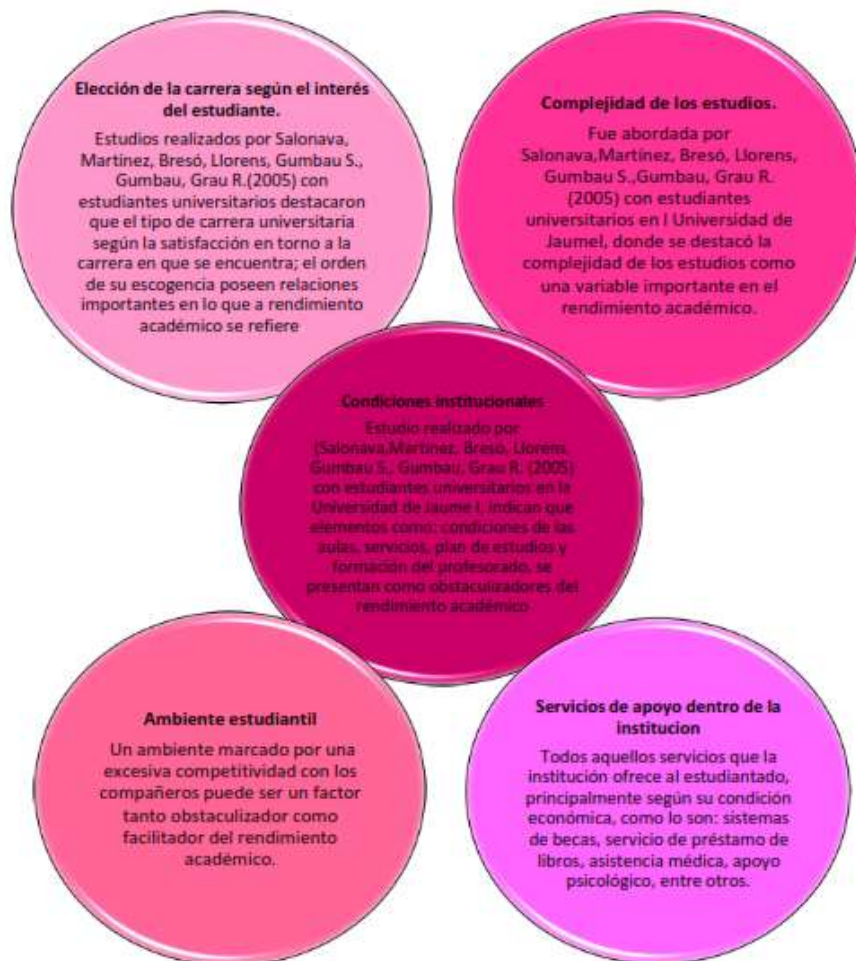 Elección de la carrera según el interés
del estudiante.
Estudios realizados por Salonava,
Martínez, Bresó, Llorens, Gumbau S.,
Gumbau, Grau R.(2005) con
estudiantes universitarios destacaron
que el tipo de carrera universitaria
según la satisfacción en torno a la
carrera en que se encuentra; el orden
de su escogencia poseen relaciones
importantes en lo que a rendimiento
académico se refiere
Complejidad de los estudios.
Fue abordada por
Salonava,Martínez, Bresó, Llorens,
Gumbau S.,Gumbau, Grau R.
(2005) con estudiantes
universitarios en l Universidad de
JaumeI, donde se destacó la
complejidad de los estudios como
una variable importante en el
rendimiento académico.
Condiciones institucionales
Estudio realizado por
(Salonava,Martínez, Bresó, Llorens,
Gumbau S., Gumbau, Grau R. (2005)
con estudiantes universitarios en la
Universidad de Jaume I, indican que
elementos como: condiciones de las
aulas, servicios, plan de estudios y
formación del profesorado, se
presentan como obstaculizadores del
rendimiento académico
Ambiente estudiantil
Un ambiente marcado por una
excesiva competitividad con los
compañeros puede ser un factor
tanto obstaculizador como
facilitador del rendimiento
académico.
Servicios de apoyo dentro de la
institucion
Todos aquellos servicios que la
institución ofrece al estudiantado,
principalmente según su condición
económica, como lo son: sistemas
de becas, servicio de préstamo de
libros, asistencia médica, apoyo
psicológico, entre otros.